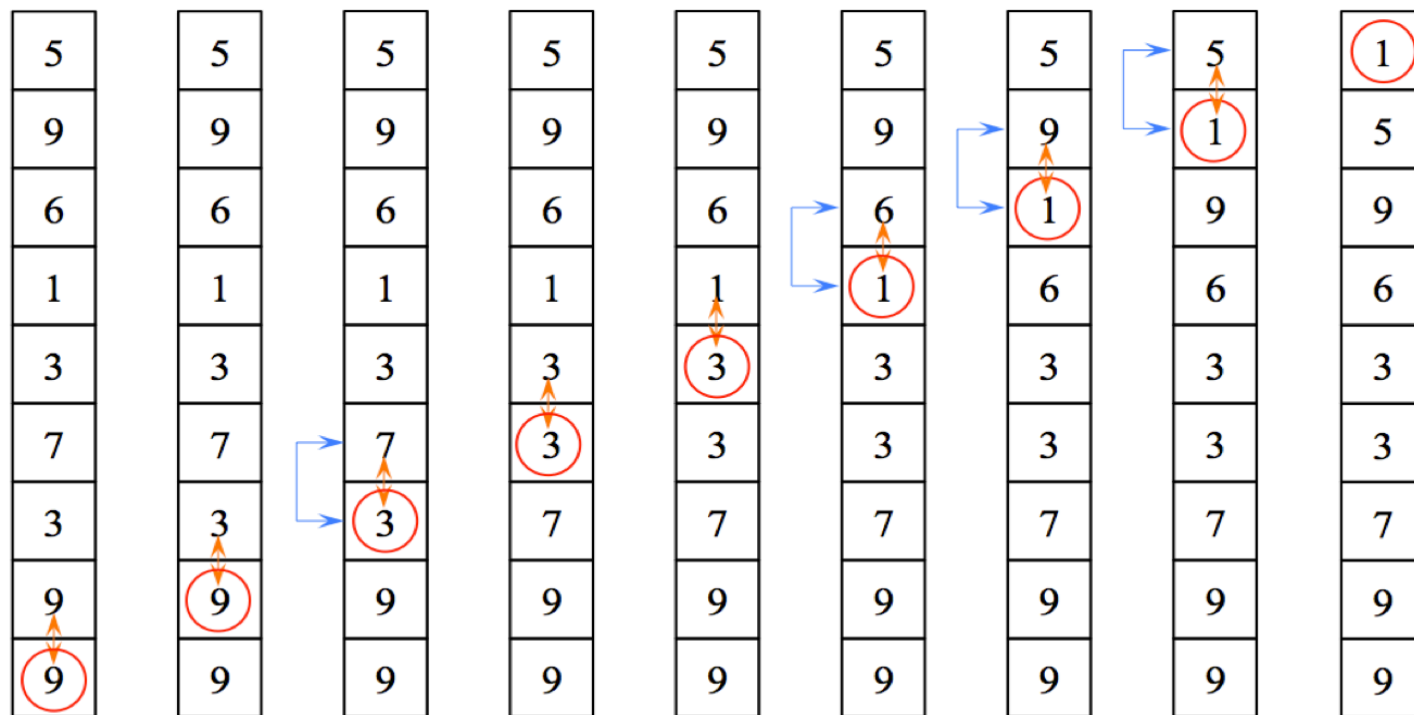 5 5 5 5 5 5 5 5 1
9 9 9 9 9 9 9 1 5
6 6 6 6 6 6 1 9 9
1 1 1 1 1 1 6 6 6
3 3 3 3 3 3 3 3 3
7 7 7 3 3 3 3 3 3
3 3 3 7 7 7 7 7 7
9 9 9 9 9 9 9 9 9
9 9 9 9 9 9 9 9 9